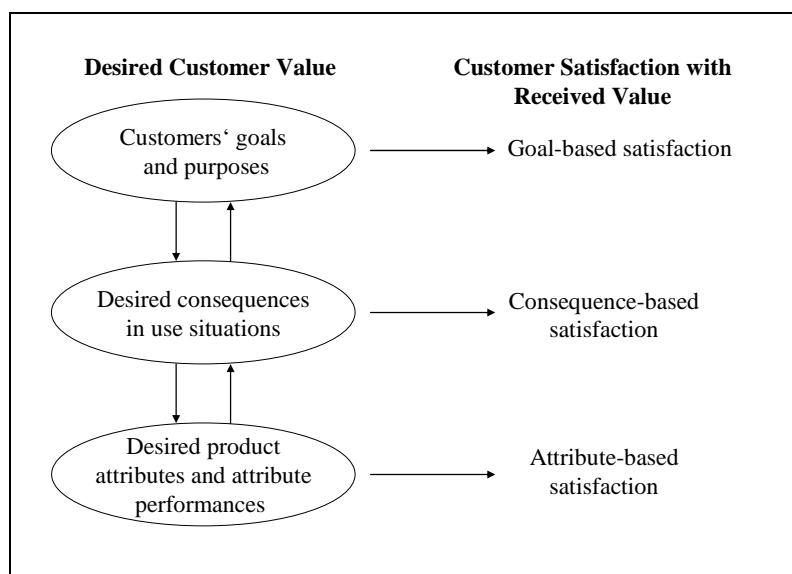 Desired Customer Value
Customer Satisfaction with
Received Value
Customers‘ goals
and purposes
Goal-based satisfaction
Desired consequences
in use situations
Consequence-based
satisfaction
Desired product
attributes and attribute
performances
Attribute-based
satisfaction